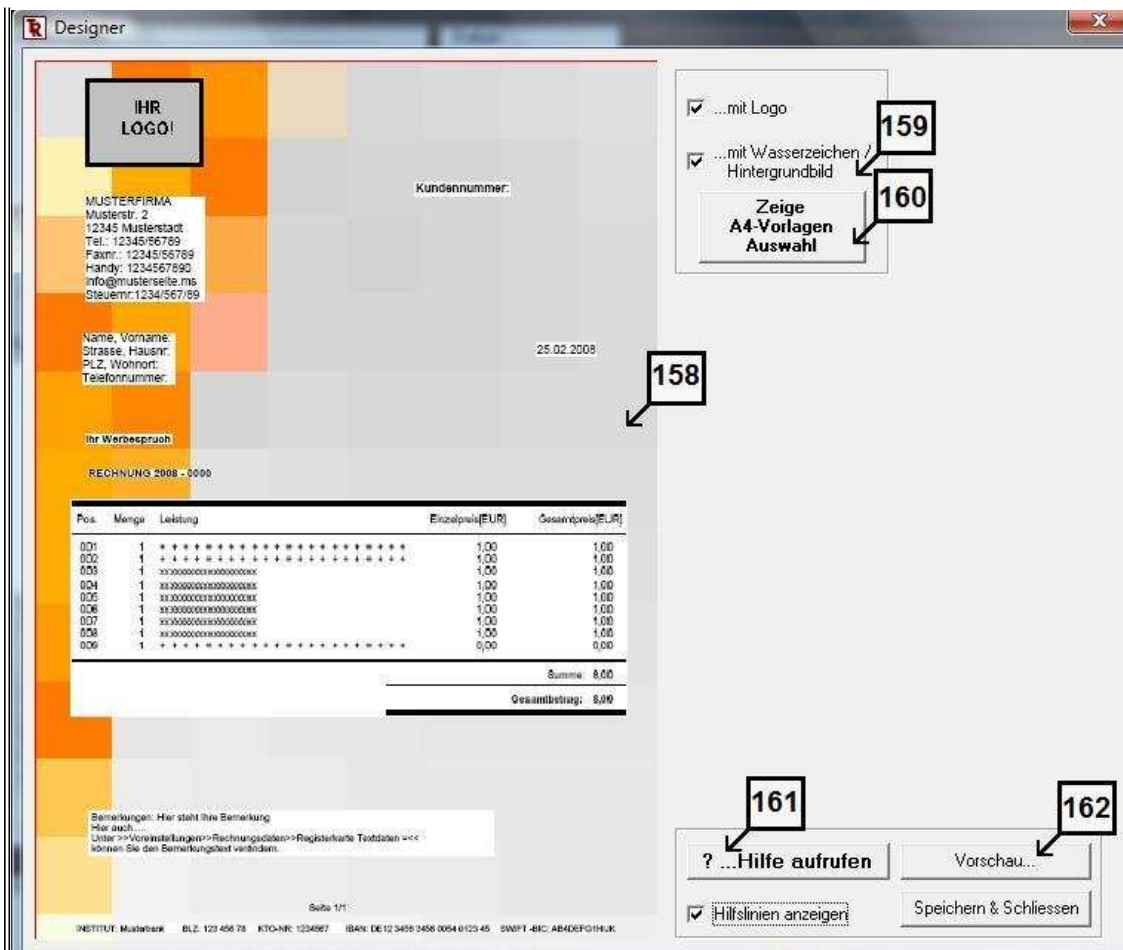 Designer
IHR
LOGO!
...mit Logo
159
...mit Wasserzeichen /
Hintergrundbild
160
Zeige
A4-Vorlagen
Auswahl
Kundennummer:
MUSTERFIRMA
Musterstr. 2
12345 Musterstadt
Tel.: 12345/56789
Faxnr.: 12345/56789
Handy: 1234567890
info@musterseite.ms
Steuernr:1234/567/89
Name, Vorname:
Strasse, Hausnr:
PLZ, Wohnort:
Telefonnummer:
25.02.2008
158
Ihr Werbespruch
RECHNUNG 2008 - 0000
Pos. Menge Leistung Einzelpreis[EUR] Gesamtpreis[EUR]
001 1 1,00 1,00
002 1 1,00 1,00
003 1 1,00 1,00
004 1 1,00 1,00
005 1 1,00 1,00
006 1 1,00 1,00
007 1 1,00 1,00
008 1 1,00 1,00
009 1 0,00 0,00
Summe: 8,00
Gesamtbetrag: 8,00
161
162
Bemerkungen: Hier steht Ihre Bemerkung
Hier auch.....
Unter >>Voreinstellungen>>Rechnungsdaten>>Registerkarte Textdaten =<<
können Sie den Bemerkungstext verändern.
? ...Hilfe aufrufen
Vorschau...
Hilfslinien anzeigen
Speichern & Schliessen
Seite 1/1
INSTITUT: Musterbank BLZ: 123 456 78 KTO-NR: 1234567 IBAN: DE12 3456 3456 0054 0123 45 SWIFT -BIC: AB4DEFG1HUK